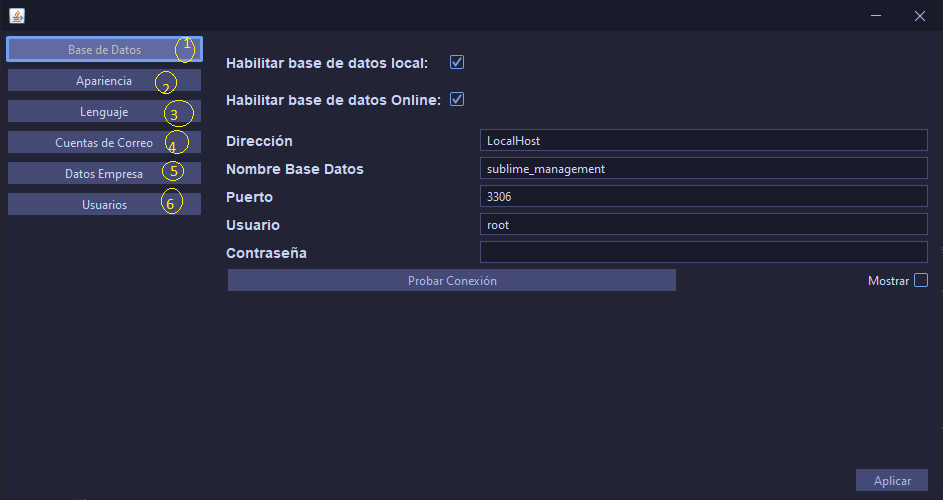 Base de Datos 1
Apariencia 2
Lenguaje 3
Cuentas de Correo 4
Datos Empresa 5
Usuarios 6
Habilitar base de datos local:
Habilitar base de datos Online:
Dirección LocalHost
Nombre Base Datos sublime_management
Puerto 3306
Usuario root
Contraseña
Probar Conexión Mostrar
Aplicar